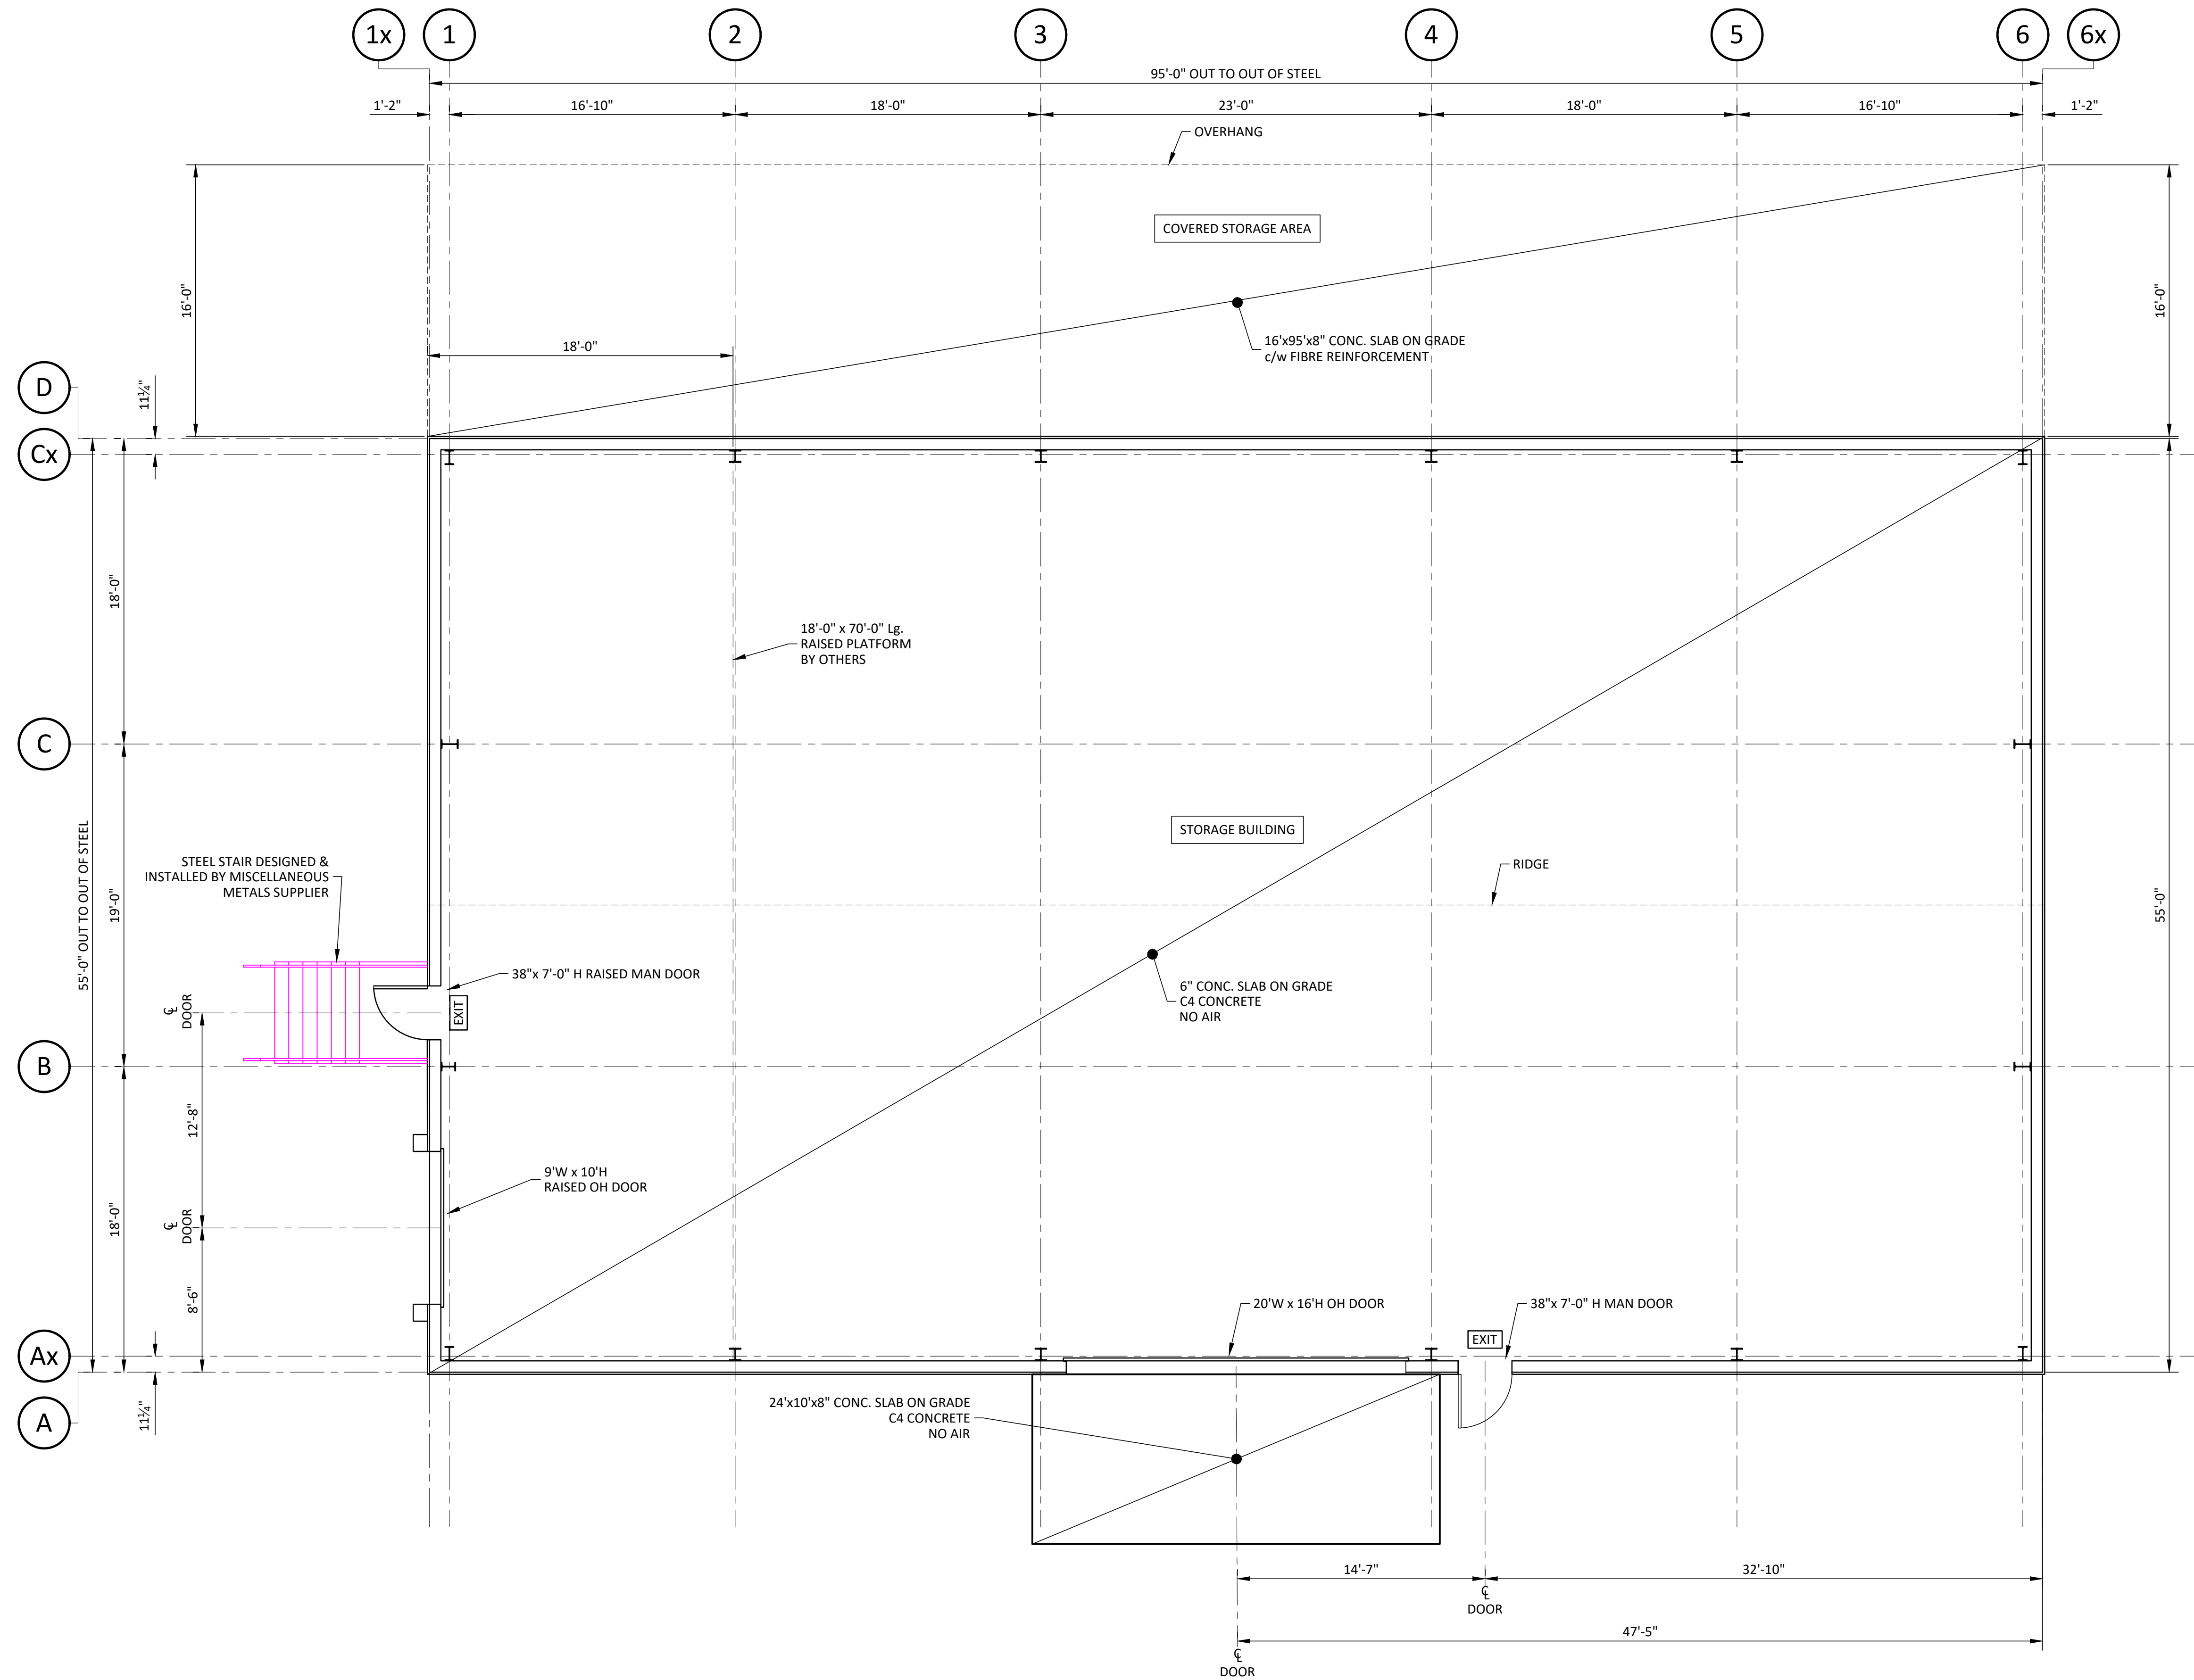 1x 1 2 3 4 5 6 6x
95'-0" OUT TO OUT OF STEEL
1'-2" 16'-10" 18'-0" 23'-0" 18'-0" 16'-10" 1'-2"
OVERHANG
COVERED STORAGE AREA
16'-0"
16'-0"
16'x95'x8" CONC. SLAB ON GRADE
c/w FIBRE REINFORCEMENT
18'-0"
D
11¼"
Cx
18'-0"
18'-0" x 70'-0" Lg.
RAISED PLATFORM
BY OTHERS
C
STORAGE BUILDING
55'-0" OUT TO OUT OF STEEL
19'-0"
STEEL STAIR DESIGNED &
INSTALLED BY MISCELLANEOUS
METALS SUPPLIER
RIDGE
55'-0"
38"x 7'-0" H RAISED MAN DOOR
EXIT
℄
DOOR
6" CONC. SLAB ON GRADE
C4 CONCRETE
NO AIR
B
12'-8"
9'W x 10'H
RAISED OH DOOR
18'-0"
℄
DOOR
8'-6"
20'W x 16'H OH DOOR
38"x 7'-0" H MAN DOOR
EXIT
Ax
A
11¼"
24'x10'x8" CONC. SLAB ON GRADE
C4 CONCRETE
NO AIR
14'-7" 32'-10"
℄
DOOR
47'-5"
℄
DOOR